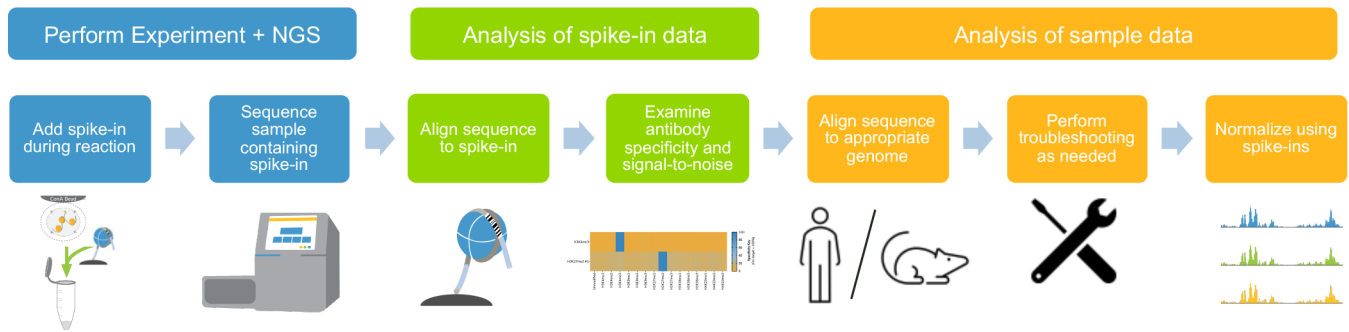 Perform Experiment + NGS
Analysis of spike-in data
Analysis of sample data
Add spike-in
during reaction
Sequence
sample
containing
spike-in
Align sequence
to spike-in
Examine
antibody
specificity and
signal-to-noise
Align sequence
to appropriate
genome
Perform
troubleshooting
as needed
Normalize using
spike-ins
ConA Bead